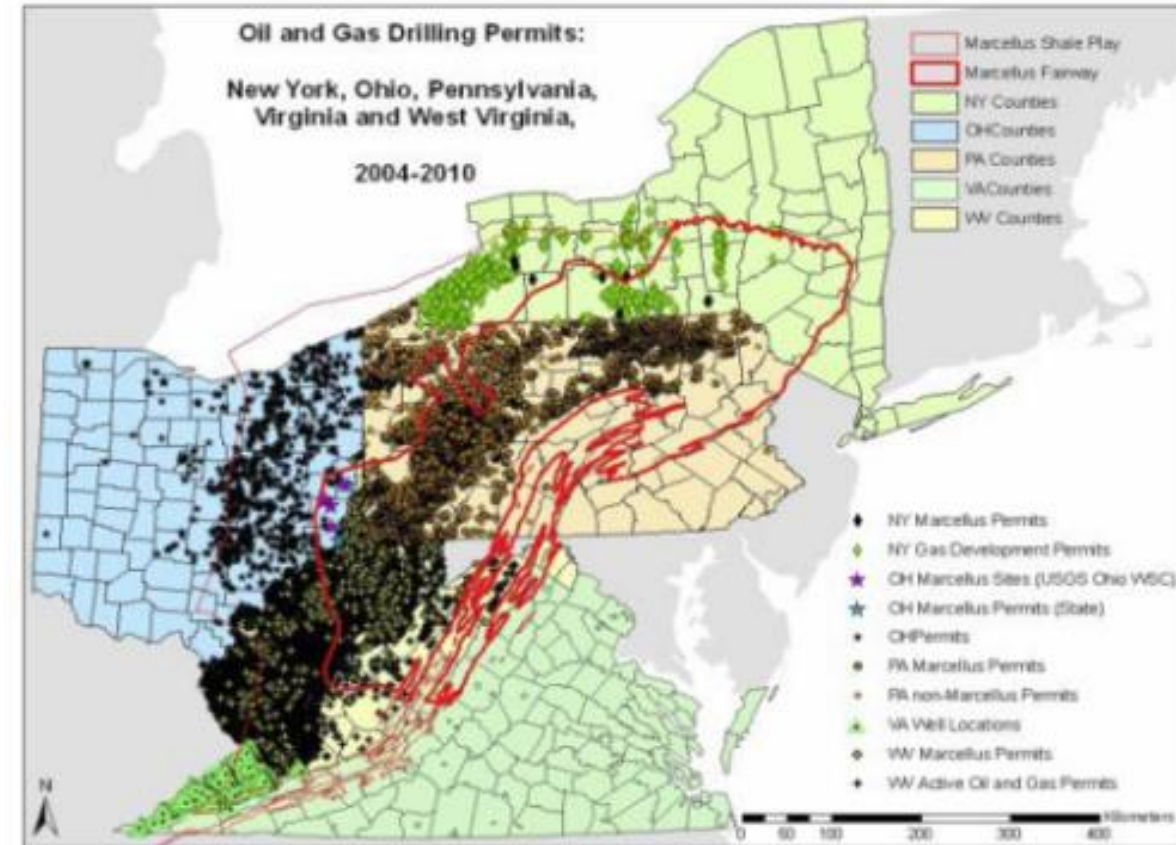 Oil and Gas Drilling Permits:
New York, Ohio, Pennsylvania,
Virginia and West Virginia,
2004-2010
Marcellus Shale Play
Marcellus Fairway
NY Counties
OHCounties
PA Counties
VACounties
WV Counties
NY Marcellus Permits
NY Gas Development Permits
OH Marcellus Sites (USGS Ohio WSC)
OH Marcellus Permits (State)
OHPermits
PA Marcellus Permits
PA non-Marcellus Permits
VA Well Locations
WV Marcellus Permits
WV Active Oil and Gas Permits
N
Kilometers
0 50 100 200 300 400